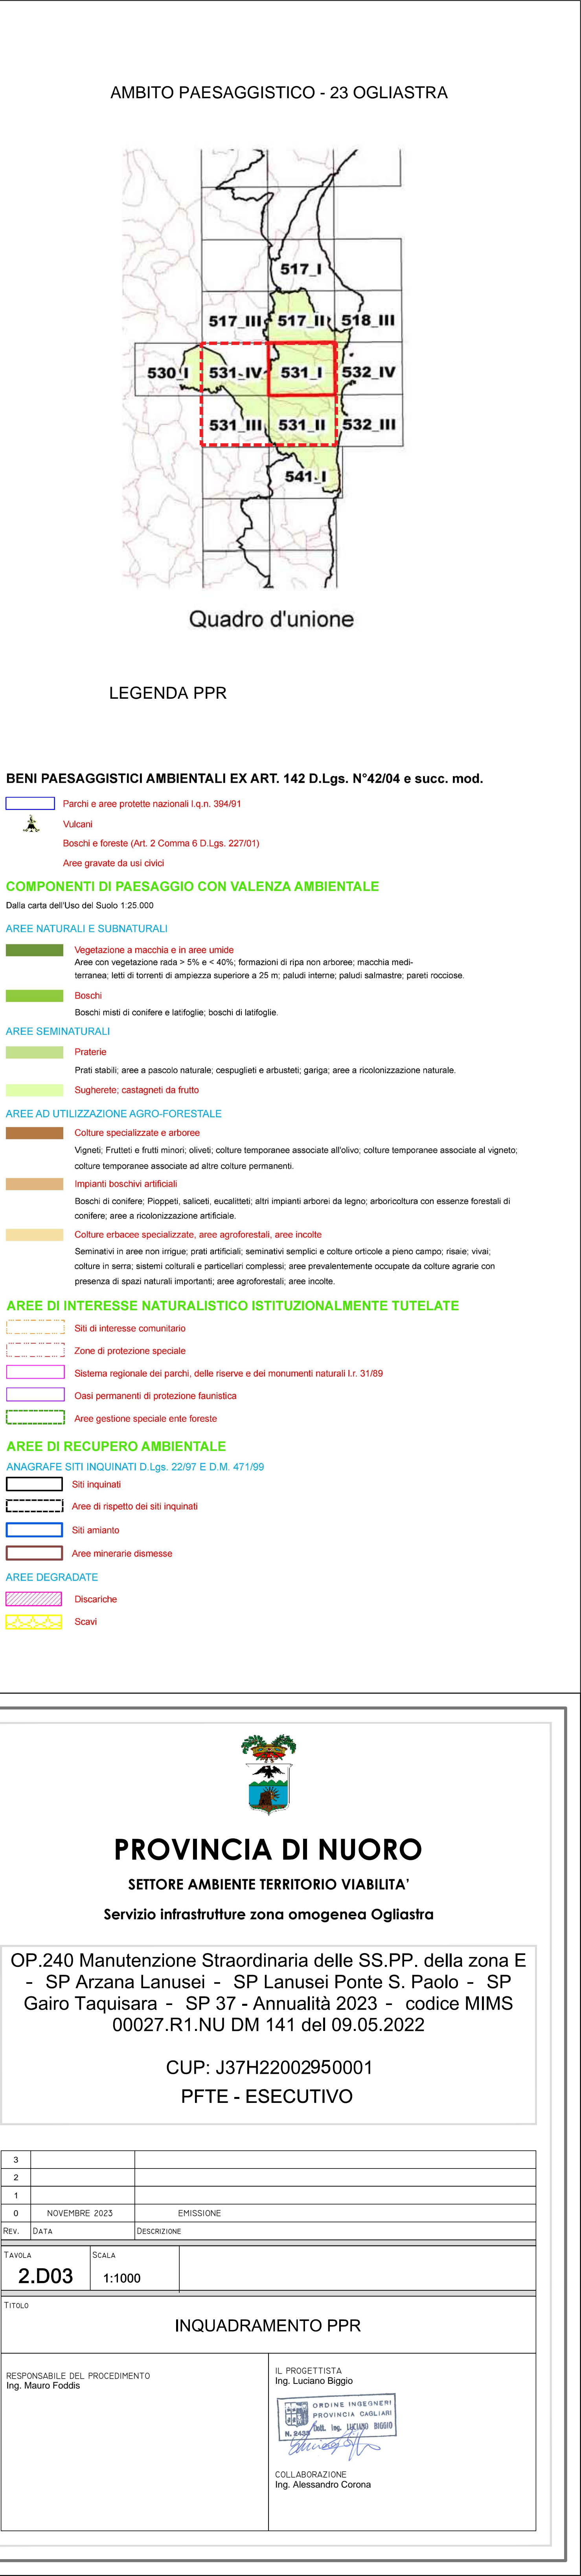 AMBITO PAESAGGISTICO - 23 OGLIASTRA
517_I
517_III 517_II 518_III
530_I 531_IV 531_I 532_IV
531_III 531_II 532_III
541_I
Quadro d'unione
LEGENDA PPR
BENI PAESAGGISTICI AMBIENTALI EX ART. 142 D.Lgs. N°42/04 e succ. mod.
Parchi e aree protette nazionali l.q.n. 394/91
Vulcani
Boschi e foreste (Art. 2 Comma 6 D.Lgs. 227/01)
Aree gravate da usi civici
COMPONENTI DI PAESAGGIO CON VALENZA AMBIENTALE
Dalla carta dell'Uso del Suolo 1:25.000
AREE NATURALI E SUBNATURALI
Vegetazione a macchia e in aree umide
Aree con vegetazione rada > 5% e < 40%; formazioni di ripa non arboree; macchia medi-
terranea; letti di torrenti di ampiezza superiore a 25 m; paludi interne; paludi salmastre; pareti rocciose.
Boschi
Boschi misti di conifere e latifoglie; boschi di latifoglie.
AREE SEMINATURALI
Praterie
Prati stabili; aree a pascolo naturale; cespuglieti e arbusteti; gariga; aree a ricolonizzazione naturale.
Sugherete; castagneti da frutto
AREE AD UTILIZZAZIONE AGRO-FORESTALE
Colture specializzate e arboree
Vigneti; Frutteti e frutti minori; oliveti; colture temporanee associate all'olivo; colture temporanee associate al vigneto;
colture temporanee associate ad altre colture permanenti.
Impianti boschivi artificiali
Boschi di conifere; Pioppeti, saliceti, eucalitteti; altri impianti arborei da legno; arboricoltura con essenze forestali di
conifere; aree a ricolonizzazione artificiale.
Colture erbacee specializzate, aree agroforestali, aree incolte
Seminativi in aree non irrigue; prati artificiali; seminativi semplici e colture orticole a pieno campo; risaie; vivai;
colture in serra; sistemi colturali e particellari complessi; aree prevalentemente occupate da colture agrarie con
presenza di spazi naturali importanti; aree agroforestali; aree incolte.
AREE DI INTERESSE NATURALISTICO ISTITUZIONALMENTE TUTELATE
Siti di interesse comunitario
Zone di protezione speciale
Sistema regionale dei parchi, delle riserve e dei monumenti naturali l.r. 31/89
Oasi permanenti di protezione faunistica
Aree gestione speciale ente foreste
AREE DI RECUPERO AMBIENTALE
ANAGRAFE SITI INQUINATI D.Lgs. 22/97 E D.M. 471/99
Siti inquinati
Aree di rispetto dei siti inquinati
Siti amianto
Aree minerarie dismesse
AREE DEGRADATE
Discariche
Scavi
PROVINCIA DI NUORO
SETTORE AMBIENTE TERRITORIO VIABILITA'
Servizio infrastrutture zona omogenea Ogliastra
OP.240 Manutenzione Straordinaria delle SS.PP. della zona E
- SP Arzana Lanusei - SP Lanusei Ponte S. Paolo - SP
Gairo Taquisara - SP 37 - Annualità 2023 - codice MIMS
00027.R1.NU DM 141 del 09.05.2022
CUP: J37H22002950001
PFTE - ESECUTIVO
3
2
1
0 NOVEMBRE 2023 EMISSIONE
REV. DATA DESCRIZIONE
TAVOLA SCALA
2.D03 1:1000
TITOLO
INQUADRAMENTO PPR
RESPONSABILE DEL PROCEDIMENTO
Ing. Mauro Foddis
IL PROGETTISTA
Ing. Luciano Biggio
ORDINE INGEGNERI
PROVINCIA CAGLIARI
N. 2433 Dott. Ing. LUCIANO BIGGIO
COLLABORAZIONE
Ing. Alessandro Corona